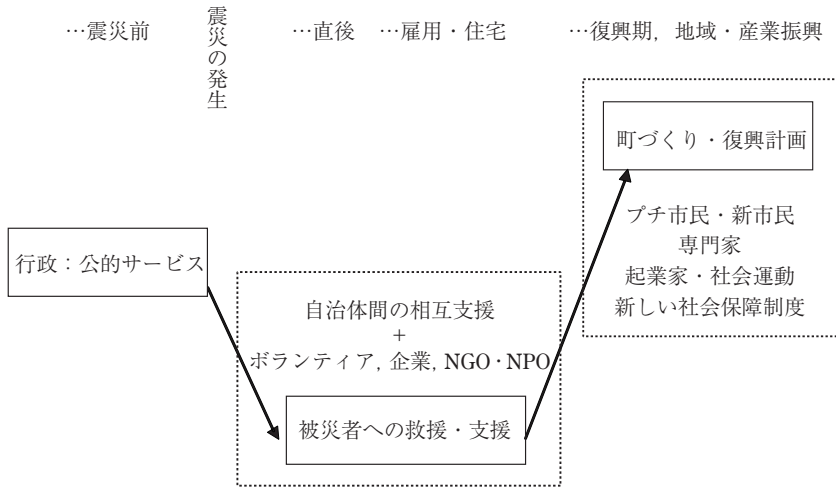 …震災前
震災の発生
…直後
…雇用・住宅
…復興期，地域・産業振興
町づくり・復興計画
プチ市民・新市民
専門家
起業家・社会運動
新しい社会保障制度
行政：公的サービス
自治体間の相互支援
+
ボランティア, 企業, NGO・NPO
被災者への救援・支援